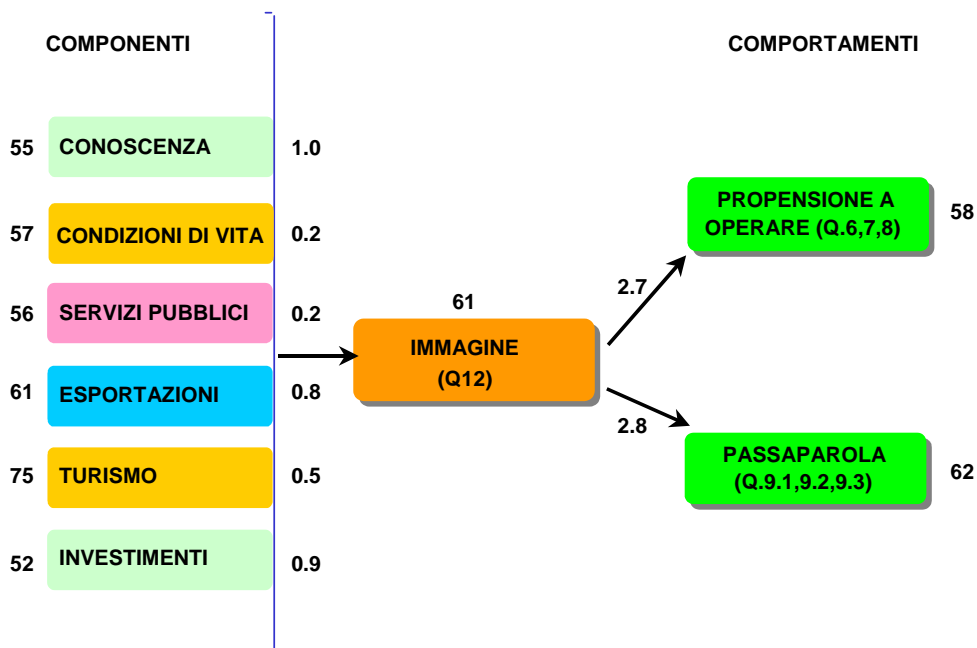 COMPONENTI
COMPORTAMENTI
55 CONOSCENZA 1.0
57 CONDIZIONI DI VITA 0.2
56 SERVIZI PUBBLICI 0.2
61 ESPORTAZIONI 0.8
75 TURISMO 0.5
52 INVESTIMENTI 0.9
61
IMMAGINE
(Q12)
2.7
2.8
PROPENSIONE A
OPERARE (Q.6,7,8)
58
PASSAPAROLA
(Q.9.1,9.2,9.3)
62